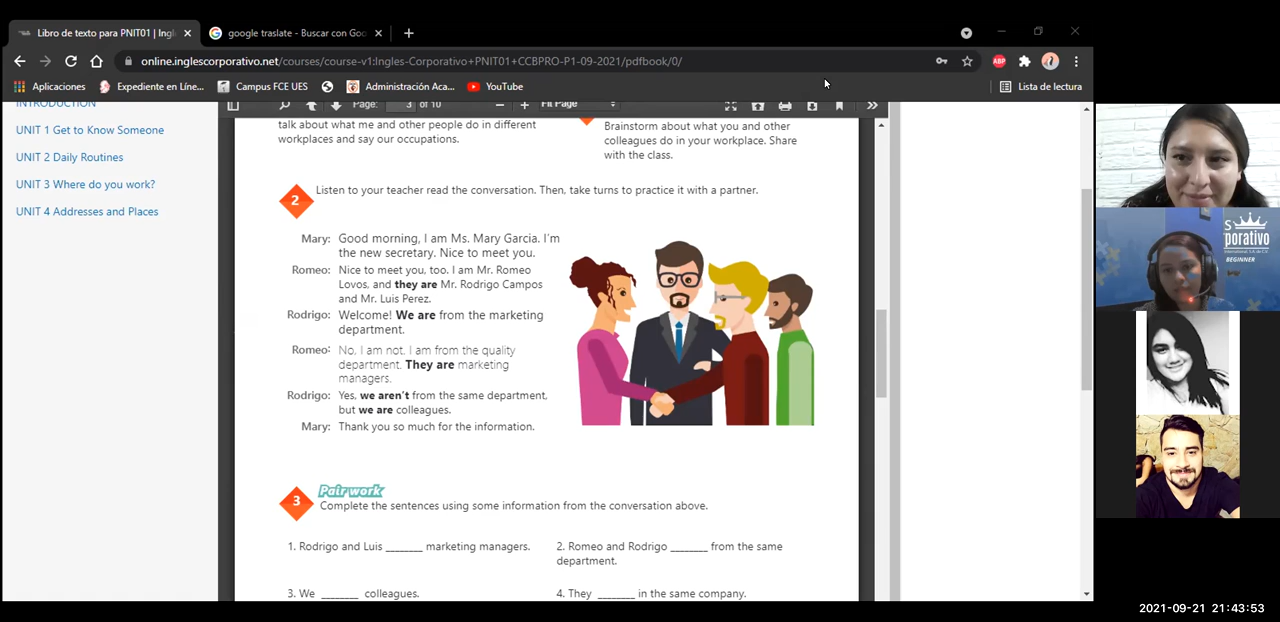 Libro de texto para PNIT01 | Ingl
google traslate - Buscar con Goo
online.inglescorporativo.net/courses/course-v1:Ingles-Corporativo+PNIT01+CCBPRO-P1-09-2021/pdfbook/0/
ABP
Aplicaciones
Expediente en Líne...
Campus FCE UES
Administración Aca...
YouTube
Lista de lectura
INTRODUCTION
UNIT 1 Get to Know Someone
UNIT 2 Daily Routines
UNIT 3 Where do you work?
UNIT 4 Addresses and Places
Page: 3 of 10
Fit Page
talk about what me and other people do in different
workplaces and say our occupations.
Brainstorm about what you and other
colleagues do in your workplace. Share
with the class.
2
Listen to your teacher read the conversation. Then, take turns to practice it with a partner.
Mary: Good morning, I am Ms. Mary Garcia. I'm
the new secretary. Nice to meet you.
Romeo: Nice to meet you, too. I am Mr. Romeo
Lovos, and they are Mr. Rodrigo Campos
and Mr. Luis Perez.
Rodrigo: Welcome! We are from the marketing
department.
Romeo: No. I am not. I am from the quality
department. They are marketing
managers.
Rodrigo: Yes, we aren't from the same department,
but we are colleagues.
Mary: Thank you so much for the information.
3
Pair work
Complete the sentences using some information from the conversation above.
1. Rodrigo and Luis _______ marketing managers.
2. Romeo and Rodrigo _______ from the same
department.
3. We _______ colleagues.
4. They _______ in the same company.
porativo
BEGINNER
2021-09-21 21:43:53